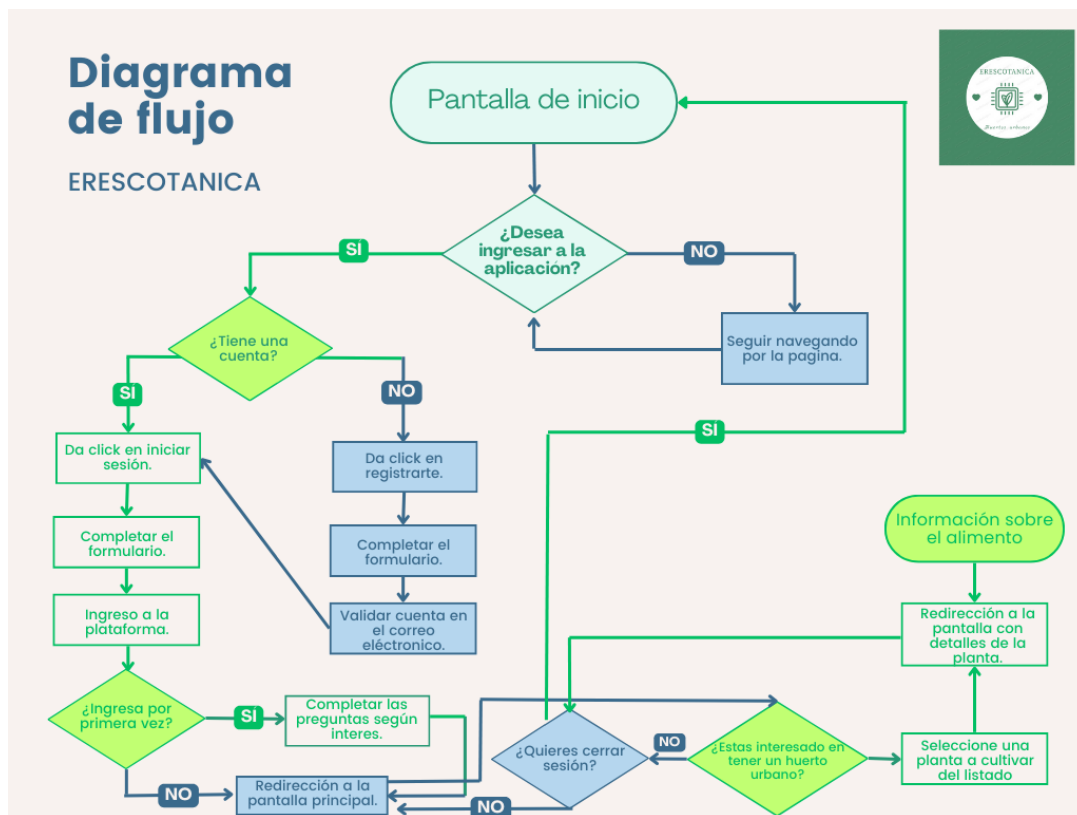 Diagrama
de flujo
ERESCOTANICA
Pantalla de inicio
ERESCOTANICA
¿Desea
ingresar a la
aplicación?
SÍ
NO
Seguir navegando
por la pagina.
¿Tiene una
cuenta?
SÍ
NO
Da click en iniciar
sesión.
Da click en
registrarte.
SI
Completar el
formulario.
Completar el
formulario.
Ingreso a la
plataforma.
Validar cuenta en
el correo
eléctronico.
Información sobre
el alimento
Redirección a la
pantalla con
detalles de la
planta.
¿Ingresa por
primera vez?
SI
Completar las
preguntas según
interes.
NO
Redirección a la
pantalla principal.
¿Quieres cerrar
sesión?
NO
NO
¿Estas interesado en
tener un huerto
urbano?
Seleccione una
planta a cultivar
del listado